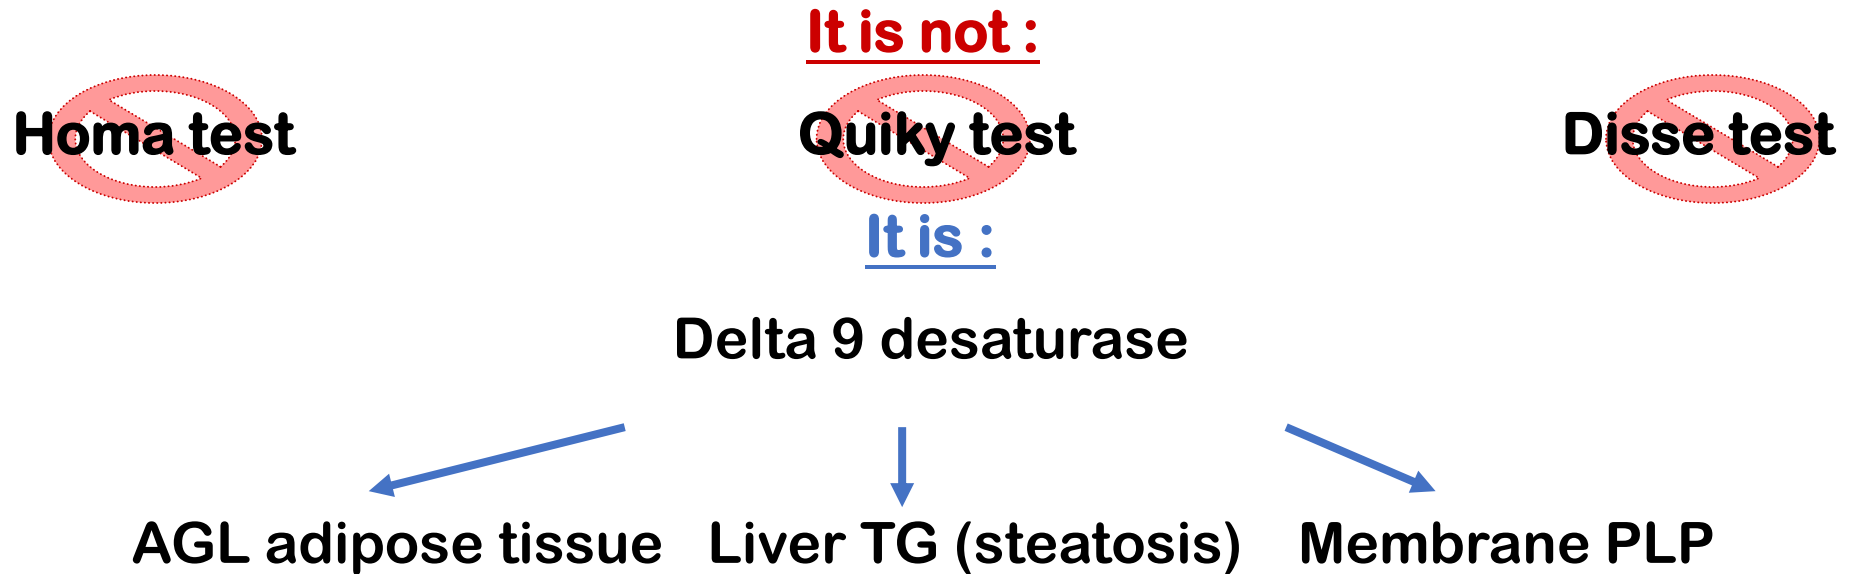 It is not :
Homa test Quiky test Disse test
It is :
Delta 9 desaturase
AGL adipose tissue Liver TG (steatosis) Membrane PLP